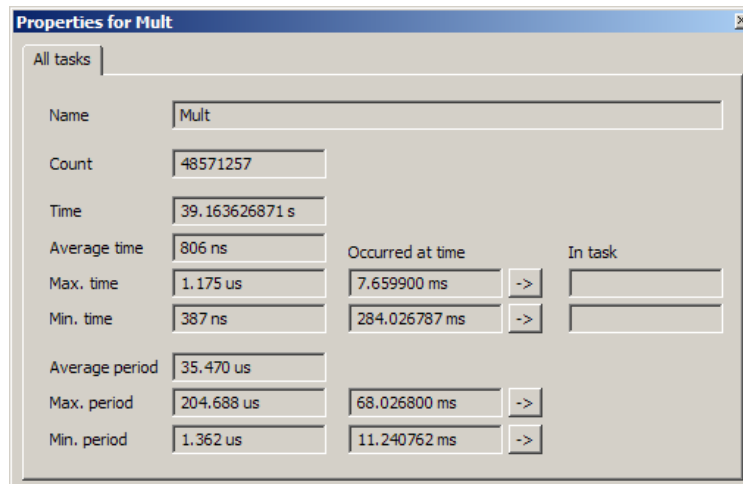 Properties for Mult
All tasks
Name Mult
Count 48571257
Time 39.163626871 s
Average time 806 ns Occurred at time In task
Max. time 1.175 us 7.659900 ms ->
Min. time 387 ns 284.026787 ms ->
Average period 35.470 us
Max. period 204.688 us 68.026800 ms ->
Min. period 1.362 us 11.240762 ms ->